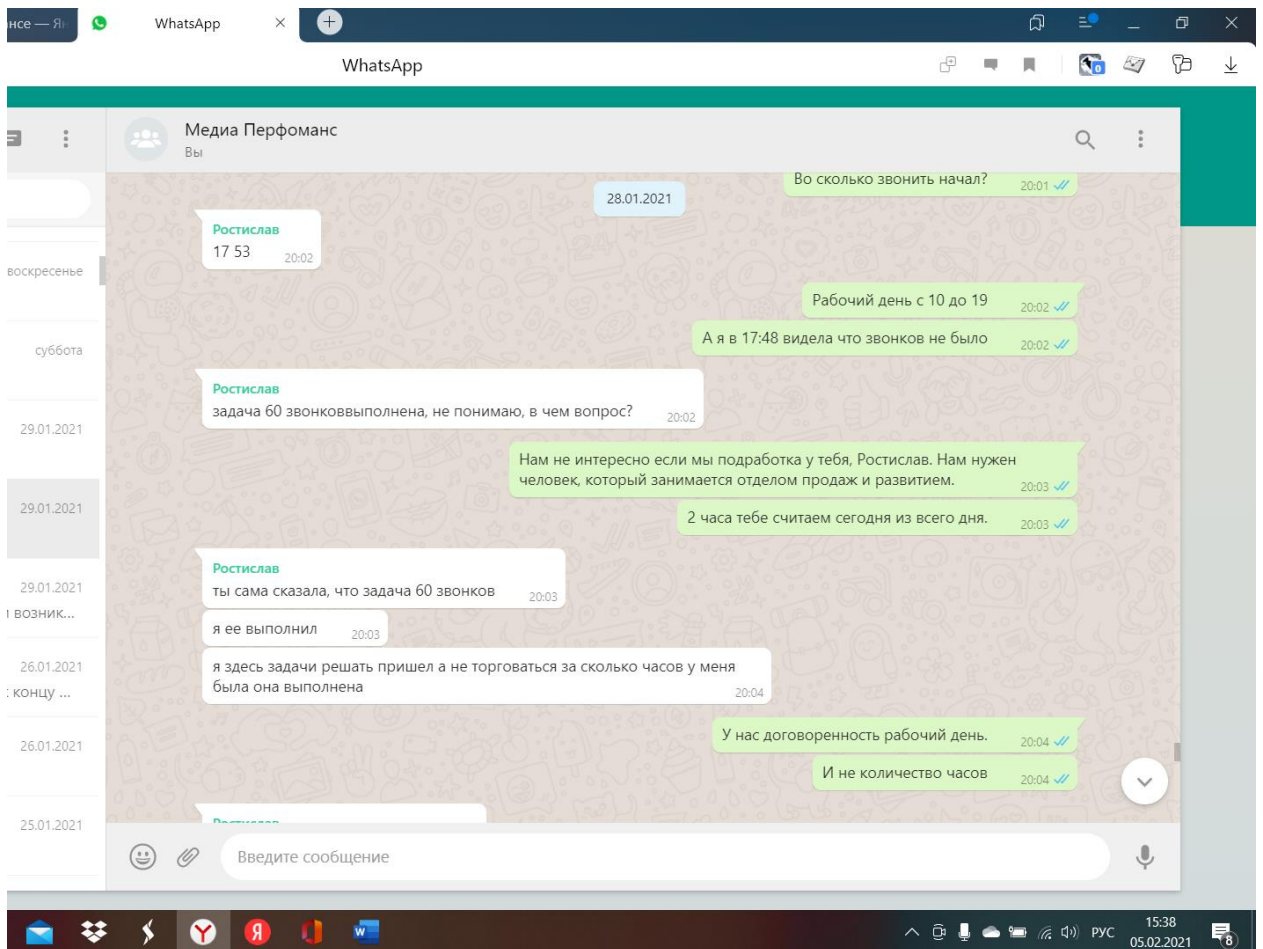 нсе — Ян
WhatsApp
WhatsApp
0
Медиа Перфоманс
Вы
Во сколько звонить начал?
20:01
28.01.2021
Ростислав
17 53
20:02
воскресенье
Рабочий день с 10 до 19
20:02
А я в 17:48 видела что звонков не было
20:02
суббота
Ростислав
задача 60 звонковвыполнена, не понимаю, в чем вопрос?
20:02
29.01.2021
Нам не интересно если мы подработка у тебя, Ростислав. Нам нужен
человек, который занимается отделом продаж и развитием.
20:03
29.01.2021
2 часа тебе считаем сегодня из всего дня.
20:03
Ростислав
ты сама сказала, что задача 60 звонков
20:03
29.01.2021
возник...
я ее выполнил
20:03
я здесь задачи решать пришел а не торговаться за сколько часов у меня
была она выполнена
20:04
26.01.2021
концу ...
У нас договоренность рабочий день.
20:04
26.01.2021
И не количество часов
20:04
25.01.2021
Ростислав
Введите сообщение
W
РУС
15:38
05.02.2021
8